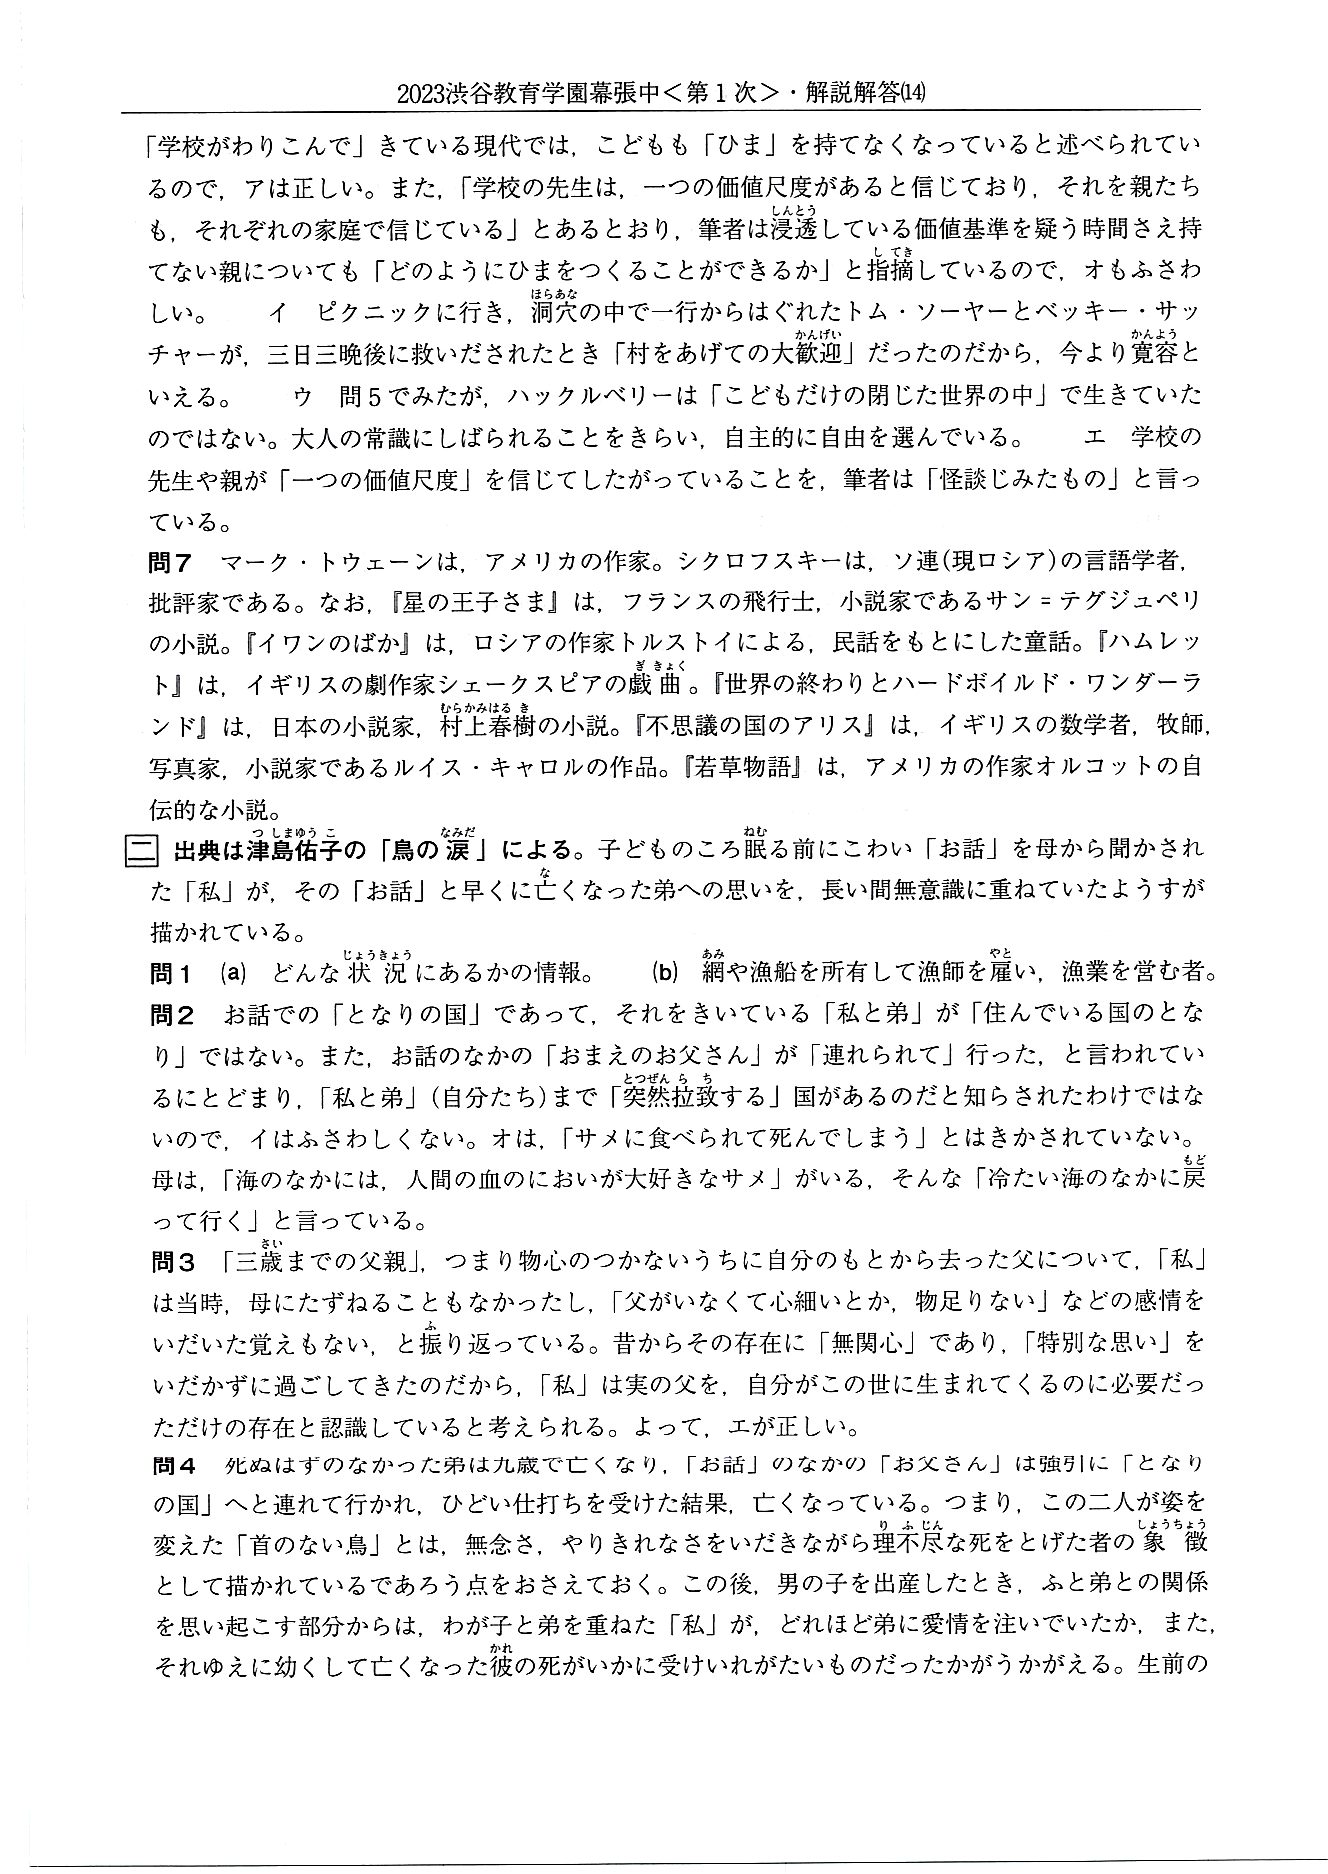 2023渋谷教育学園幕張中＜第１次＞・解説解答(14)
「学校がわりこんで」きている現代では，こどもも「ひま」を持てなくなっていると述べられてい
るので，アは正しい。また，「学校の先生は，一つの価値尺度があると信じており，それを親たち
も，それぞれの家庭で信じている」とあるとおり，筆者は浸透している価値基準を疑う時間さえ持
てない親についても「どのようにひまをつくることができるか」と指摘しているので，オもふさわ
しい。　イ　ピクニックに行き，洞穴の中で一行からはぐれたトム・ソーヤーとベッキー・サッ
チャーが，三日三晩後に救いだされたとき「村をあげての大歓迎」だったのだから，今より寛容と
いえる。　ウ　問５でみたが，ハックルベリーは「こどもだけの閉じた世界の中」で生きていた
のではない。大人の常識にしばられることをきらい，自主的に自由を選んでいる。　エ　学校の
先生や親が「一つの価値尺度」を信じてしたがっていることを，筆者は「怪談じみたもの」と言っ
ている。
問７　マーク・トウェーンは，アメリカの作家。シクロフスキーは，ソ連(現ロシア)の言語学者，
批評家である。なお，『星の王子さま』は，フランスの飛行士，小説家であるサン＝テグジュペリ
の小説。『イワンのばか』は，ロシアの作家トルストイによる，民話をもとにした童話。『ハムレッ
ト』は，イギリスの劇作家シェークスピアの戯曲。『世界の終わりとハードボイルド・ワンダーラ
ンド』は，日本の小説家，村上春樹の小説。『不思議の国のアリス』は，イギリスの数学者，牧師，
写真家，小説家であるルイス・キャロルの作品。『若草物語』は，アメリカの作家オルコットの自
伝的な小説。
二 出典は津島佑子の「鳥の涙」による。子どものころ眠る前にこわい「お話」を母から聞かされ
た「私」が，その「お話」と早くに亡くなった弟への思いを，長い間無意識に重ねていたようすが
描かれている。
問１　(a)　どんな状況にあるかの情報。　(b)　網や漁船を所有して漁師を雇い，漁業を営む者。
問２　お話での「となりの国」であって，それをきいている「私と弟」が「住んでいる国のとな
り」ではない。また，お話のなかの「おまえのお父さん」が「連れられて」行った，と言われてい
るにとどまり，「私と弟」(自分たち)まで「突然拉致する」国があるのだと知らされたわけではな
いので，イはふさわしくない。オは，「サメに食べられて死んでしまう」とはきかされていない。
母は，「海のなかには，人間の血のにおいが大好きなサメ」がいる，そんな「冷たい海のなかに戻
って行く」と言っている。
問３　「三歳までの父親」，つまり物心のつかないうちに自分のもとから去った父について，「私」
は当時，母にたずねることもなかったし，「父がいなくて心細いとか，物足りない」などの感情を
いだいた覚えもない，と振り返っている。昔からその存在に「無関心」であり，「特別な思い」を
いだかずに過ごしてきたのだから，「私」は実の父を，自分がこの世に生まれてくるのに必要だっ
ただけの存在と認識していると考えられる。よって，エが正しい。
問４　死ぬはずのなかった弟は九歳で亡くなり，「お話」のなかの「お父さん」は強引に「となり
の国」へと連れて行かれ，ひどい仕打ちを受けた結果，亡くなっている。つまり，この二人が姿を
変えた「首のない鳥」とは，無念さ，やりきれなさをいだきながら理不尽な死をとげた者の象徴
として描かれているであろう点をおさえておく。この後，男の子を出産したとき，ふと弟との関係
を思い起こす部分からは，わが子と弟を重ねた「私」が，どれほど弟に愛情を注いでいたか，また，
それゆえに幼くして亡くなった彼の死がいかに受けいれがたいものだったかがうかがえる。生前の